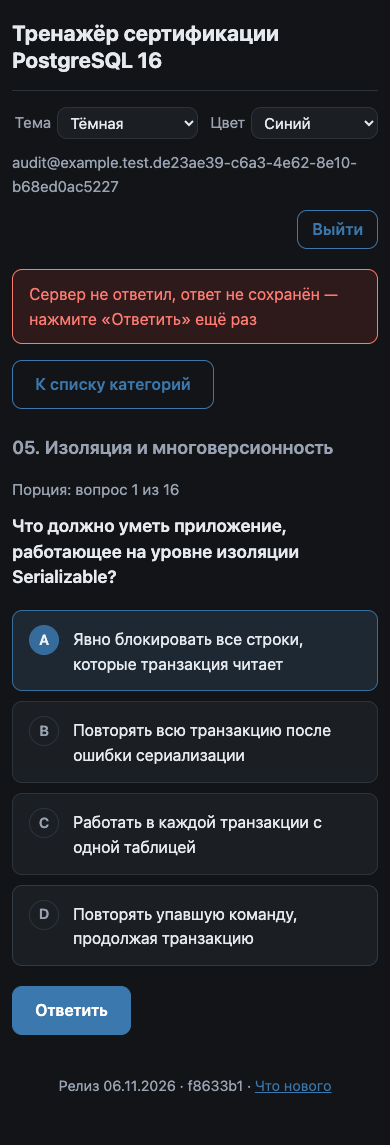 Тренажёр сертификации
PostgreSQL 16
Тема Тёмная Цвет Синий
audit@example.test.de23ae39-c6a3-4e62-8e10-
b68ed0ac5227
Выйти
Сервер не ответил, ответ не сохранён —
нажмите «Ответить» ещё раз
К списку категорий
05. Изоляция и многоверсионность
Порция: вопрос 1 из 16
Что должно уметь приложение,
работающее на уровне изоляции
Serializable?
A Явно блокировать все строки,
которые транзакция читает
B Повторять всю транзакцию после
ошибки сериализации
C Работать в каждой транзакции с
одной таблицей
D Повторять упавшую команду,
продолжая транзакцию
Ответить
Релиз 06.11.2026 · f8633b1 · Что нового